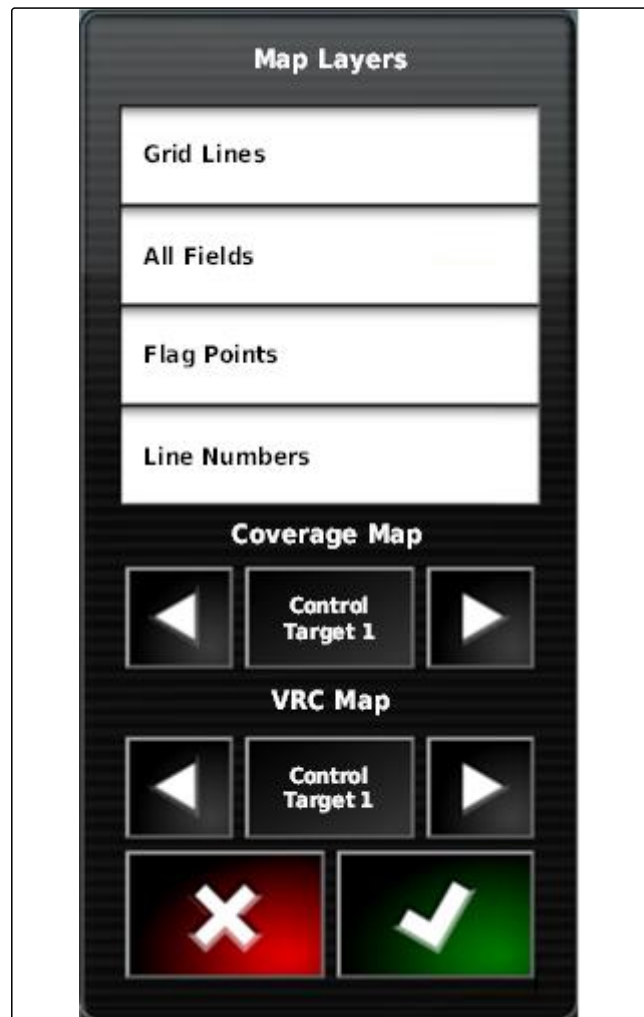 Map Layers
Grid Lines
All Fields
Flag Points
Line Numbers
Coverage Map
Control
Target 1
VRC Map
Control
Target 1